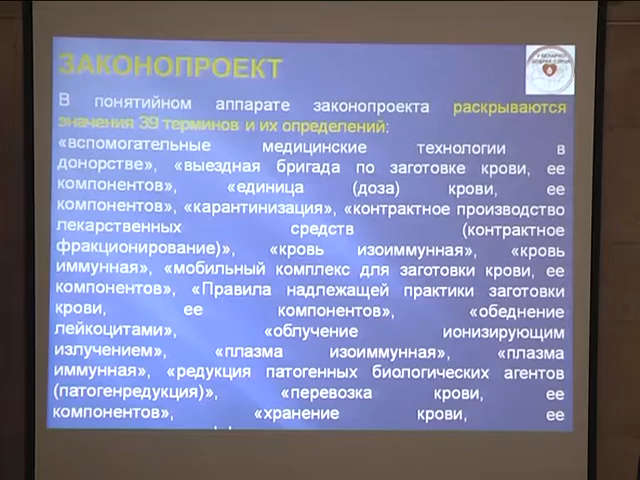 ЗАКОНОПРОЕКТ
В понятийном аппарате законопроекта раскрываются
значения 39 терминов и их определений:
«вспомогательные медицинские технологии в
донорстве», «выездная бригада по заготовке крови, ее
компонентов», «единица (доза) крови, ее
компонентов», «карантинизация», «контрактное производство
лекарственных средств (контрактное
фракционирование)», «кровь изоиммунная», «кровь
иммунная», «мобильный комплекс для заготовки крови, ее
компонентов», «Правила надлежащей практики заготовки
крови, ее компонентов», «обеднение
лейкоцитами», «облучение ионизирующим
излучением», «плазма изоиммунная», «плазма
иммунная», «редукция патогенных биологических агентов
(патогенредукция)», «перевозка крови, ее
компонентов», «хранение крови, ее